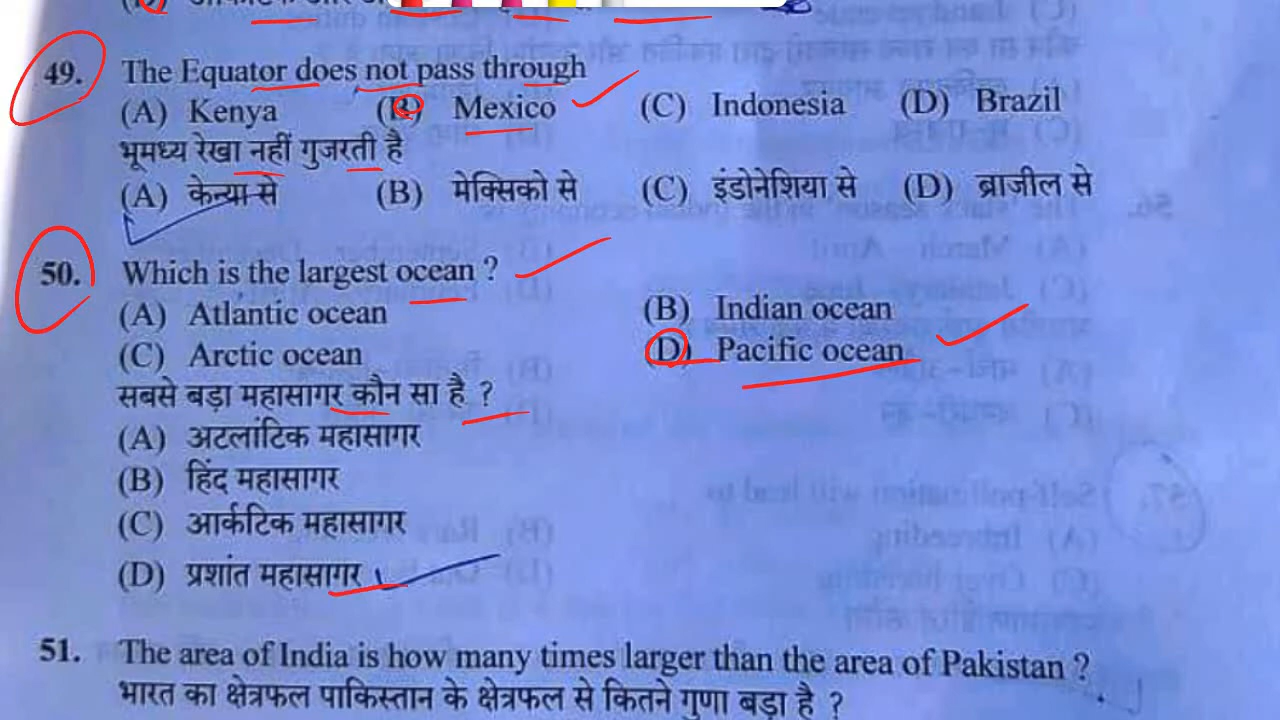 49. The Equator does not pass through
(A) Kenya (B) Mexico (C) Indonesia (D) Brazil
भूमध्य रेखा नहीं गुजरती है
(A) केन्या से (B) मेक्सिको से (C) इंडोनेशिया से (D) ब्राजील से
50. Which is the largest ocean ?
(A) Atlantic ocean (B) Indian ocean
(C) Arctic ocean (D) Pacific ocean
सबसे बड़ा महासागर कौन सा है ?
(A) अटलांटिक महासागर
(B) हिंद महासागर
(C) आर्कटिक महासागर
(D) प्रशांत महासागर
51. The area of India is how many times larger than the area of Pakistan ?
भारत का क्षेत्रफल पाकिस्तान के क्षेत्रफल से कितने गुणा बड़ा है ?